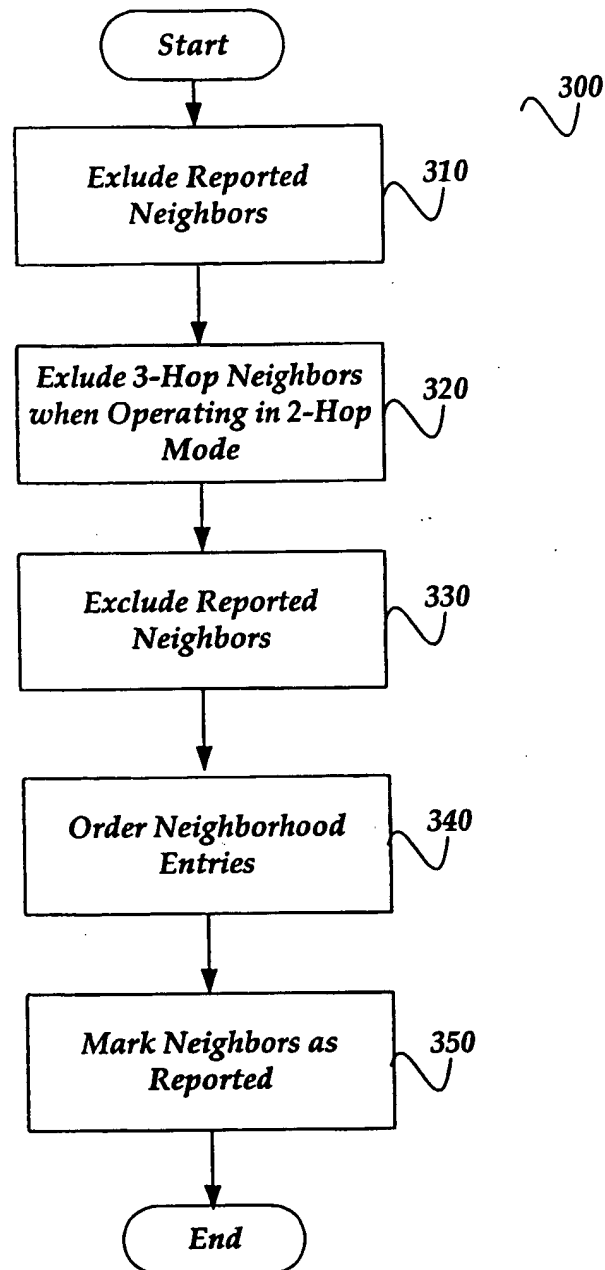 Start
300
Exlude Reported
Neighbors
310
Exlude 3-Hop Neighbors
when Operating in 2-Hop
Mode
320
Exclude Reported
Neighbors
330
Order Neighborhood
Entries
340
Mark Neighbors as
Reported
350
End